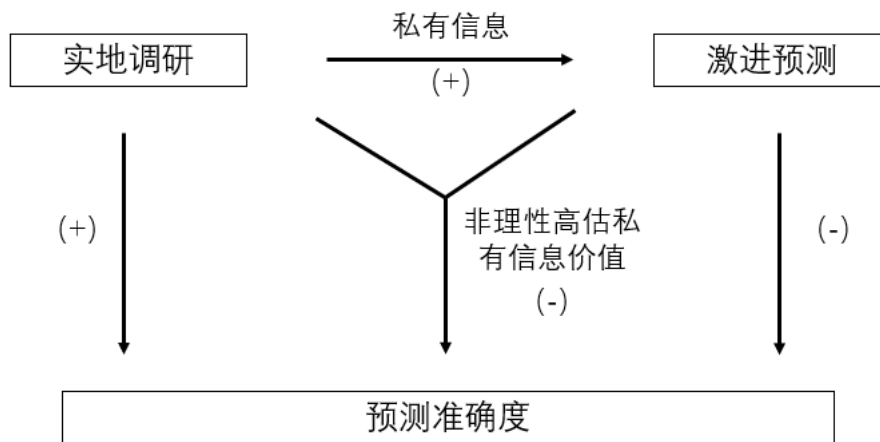 私有信息
实地调研
激进预测
(+)
(+)
非理性高估私
有信息价值
(-)
(-)
预测准确度